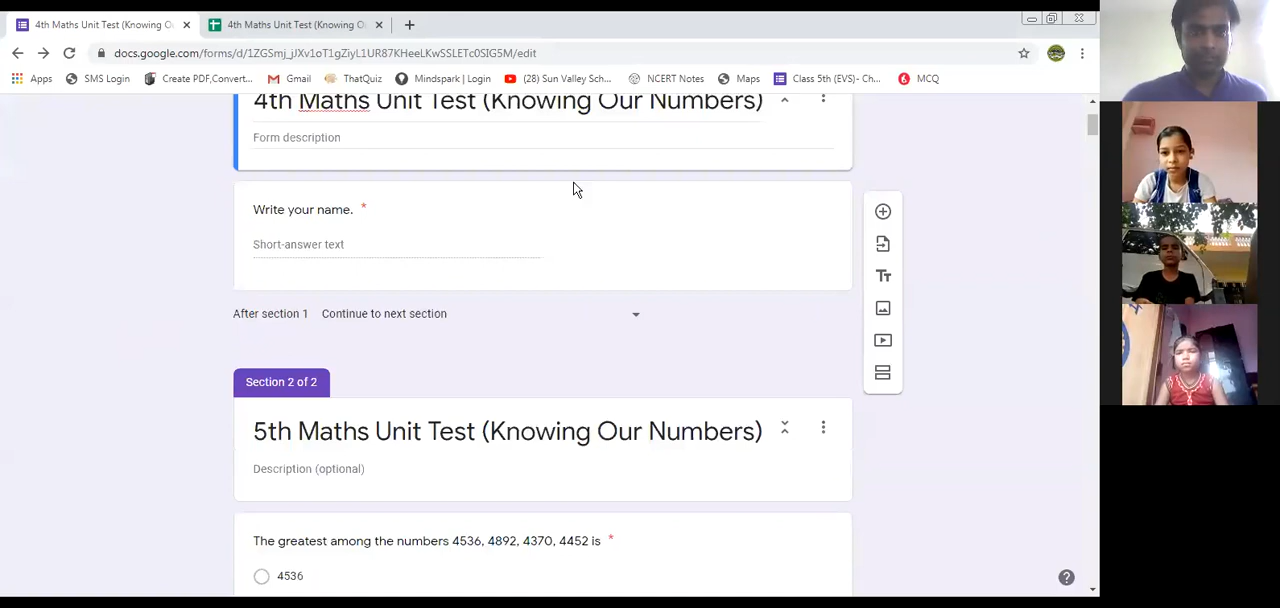 4th Maths Unit Test (Knowing O
4th Maths Unit Test (Knowing O
docs.google.com/forms/d/1ZGSmj_jJXv1oT1gZiyL1UR87KHeeLKwSSLETc0SIG5M/edit
Apps SMS Login Create PDF,Convert... Gmail ThatQuiz Mindspark | Login (28) Sun Valley Sch... NCERT Notes Maps Class 5th (EVS)- Ch... MCQ
4th Maths Unit Test (Knowing Our Numbers)
Form description
Write your name. *
Short-answer text
After section 1 Continue to next section
Section 2 of 2
5th Maths Unit Test (Knowing Our Numbers)
Description (optional)
The greatest among the numbers 4536, 4892, 4370, 4452 is *
4536